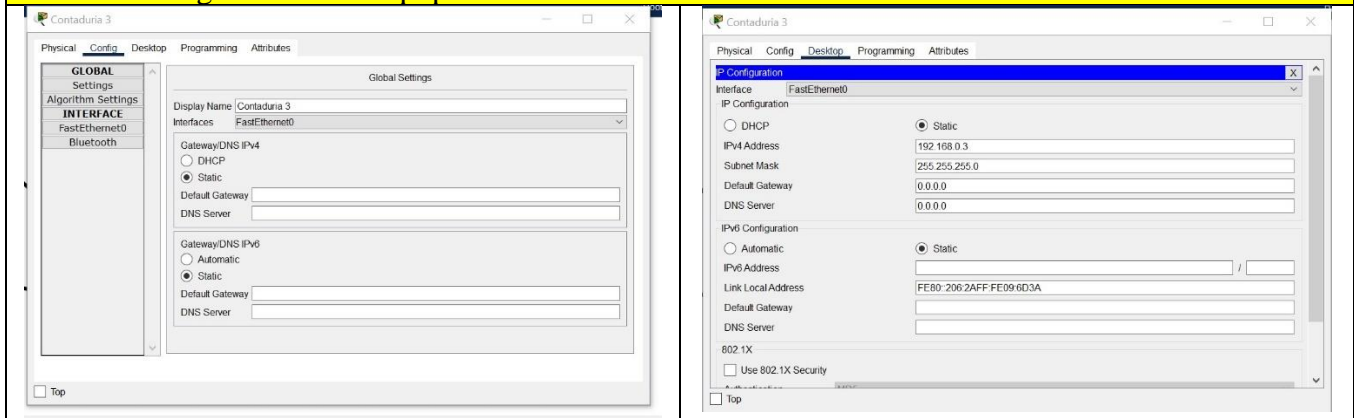 Contaduria 3
Physical Config Desktop Programming Attributes
GLOBAL
Settings
Algorithm Settings
INTERFACE
FastEthernet0
Bluetooth
Global Settings
Display Name Contaduria 3
Interfaces FastEthernet0
Gateway/DNS IPv4
DHCP
Static
Default Gateway
DNS Server
Gateway/DNS IPv6
Automatic
Static
Default Gateway
DNS Server
Top
Contaduria 3
Physical Config Desktop Programming Attributes
IP Configuration X
Interface FastEthernet0
IP Configuration
DHCP Static
IPv4 Address 192.168.0.3
Subnet Mask 255.255.255.0
Default Gateway 0.0.0.0
DNS Server 0.0.0.0
IPv6 Configuration
Automatic Static
IPv6 Address /
Link Local Address FE80::206:2AFF:FE09:6D3A
Default Gateway
DNS Server
802.1X
Use 802.1X Security
Top